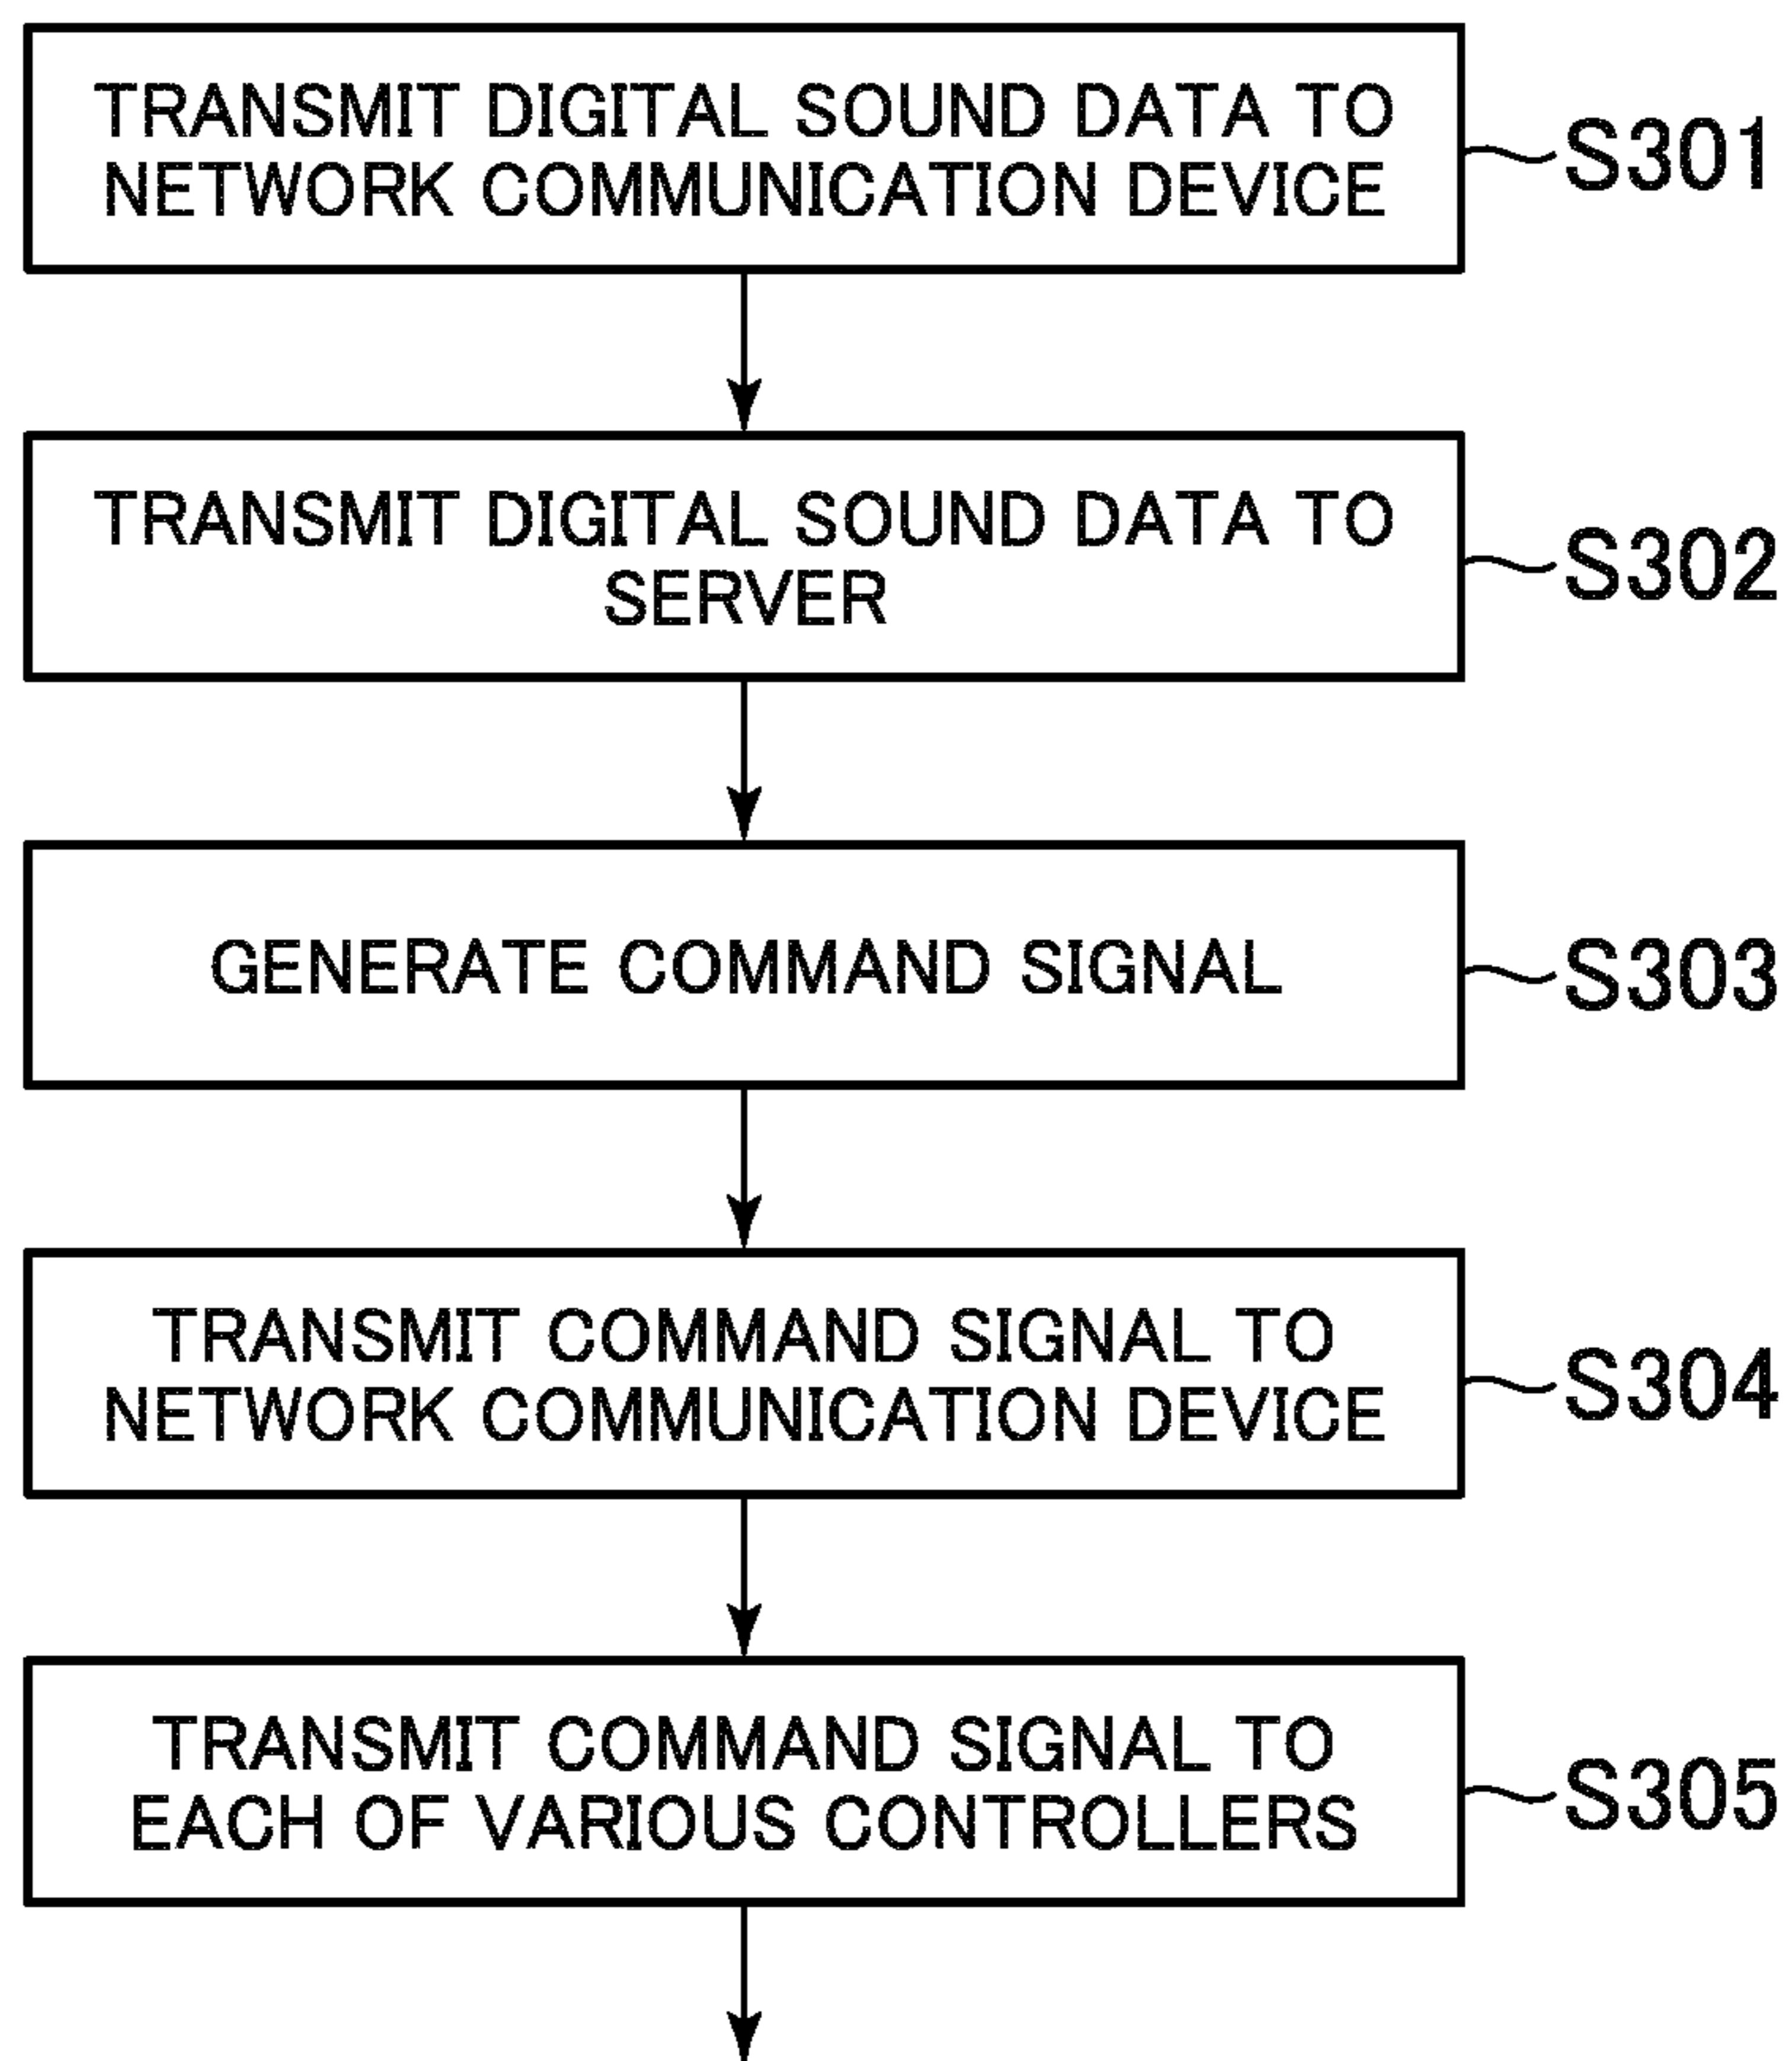 TRANSMIT DIGITAL SOUND DATA TO
NETWORK COMMUNICATION DEVICE
S301
TRANSMIT DIGITAL SOUND DATA TO
SERVER
S302
GENERATE COMMAND SIGNAL
S303
TRANSMIT COMMAND SIGNAL TO
NETWORK COMMUNICATION DEVICE
S304
TRANSMIT COMMAND SIGNAL TO
EACH OF VARIOUS CONTROLLERS
S305